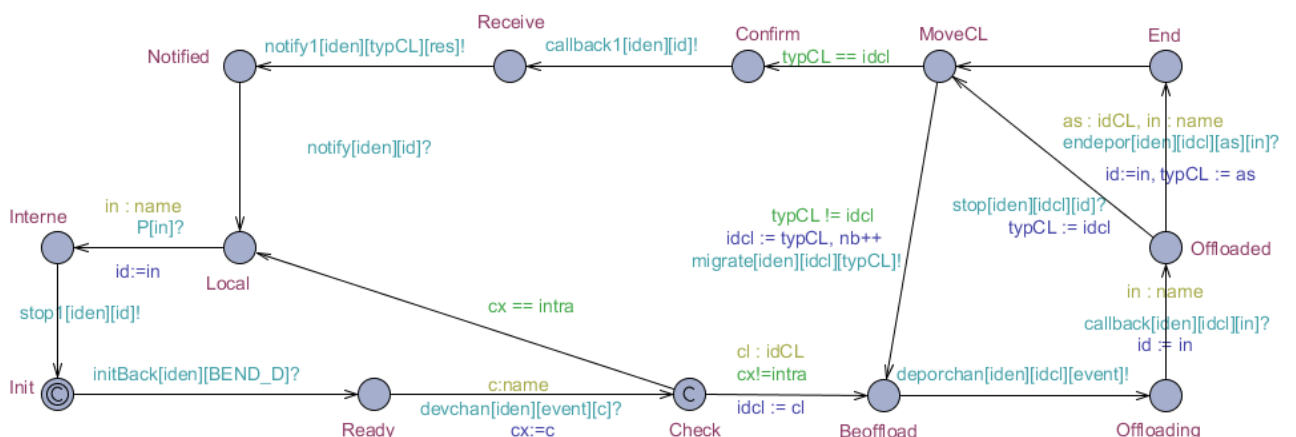 Receive
Confirm
MoveCL
End
Notified
notify1[iden][typCL][res]!
callback1[iden][id]!
typCL == idcl
as : idCL, in : name
endepor[iden][idcl][as][in]?
id:=in, typCL := as
notify[iden][id]?
Interne
in : name
P[in]?
id:=in
Local
typCL != idcl
idcl := typCL, nb++
migrate[iden][idcl][typCL]!
stop[iden][idcl][id]?
typCL := idcl
Offloaded
in : name
callback[iden][idcl][in]?
id := in
stop1[iden][id]!
cx == intra
Init
C
initBack[iden][BEND_D]?
Ready
c:name
devchan[iden][event][c]?
cx:=c
C
Check
cl : idCL
cx!=intra
idcl := cl
Beoffload
deporchan[iden][idcl][event]!
Offloading